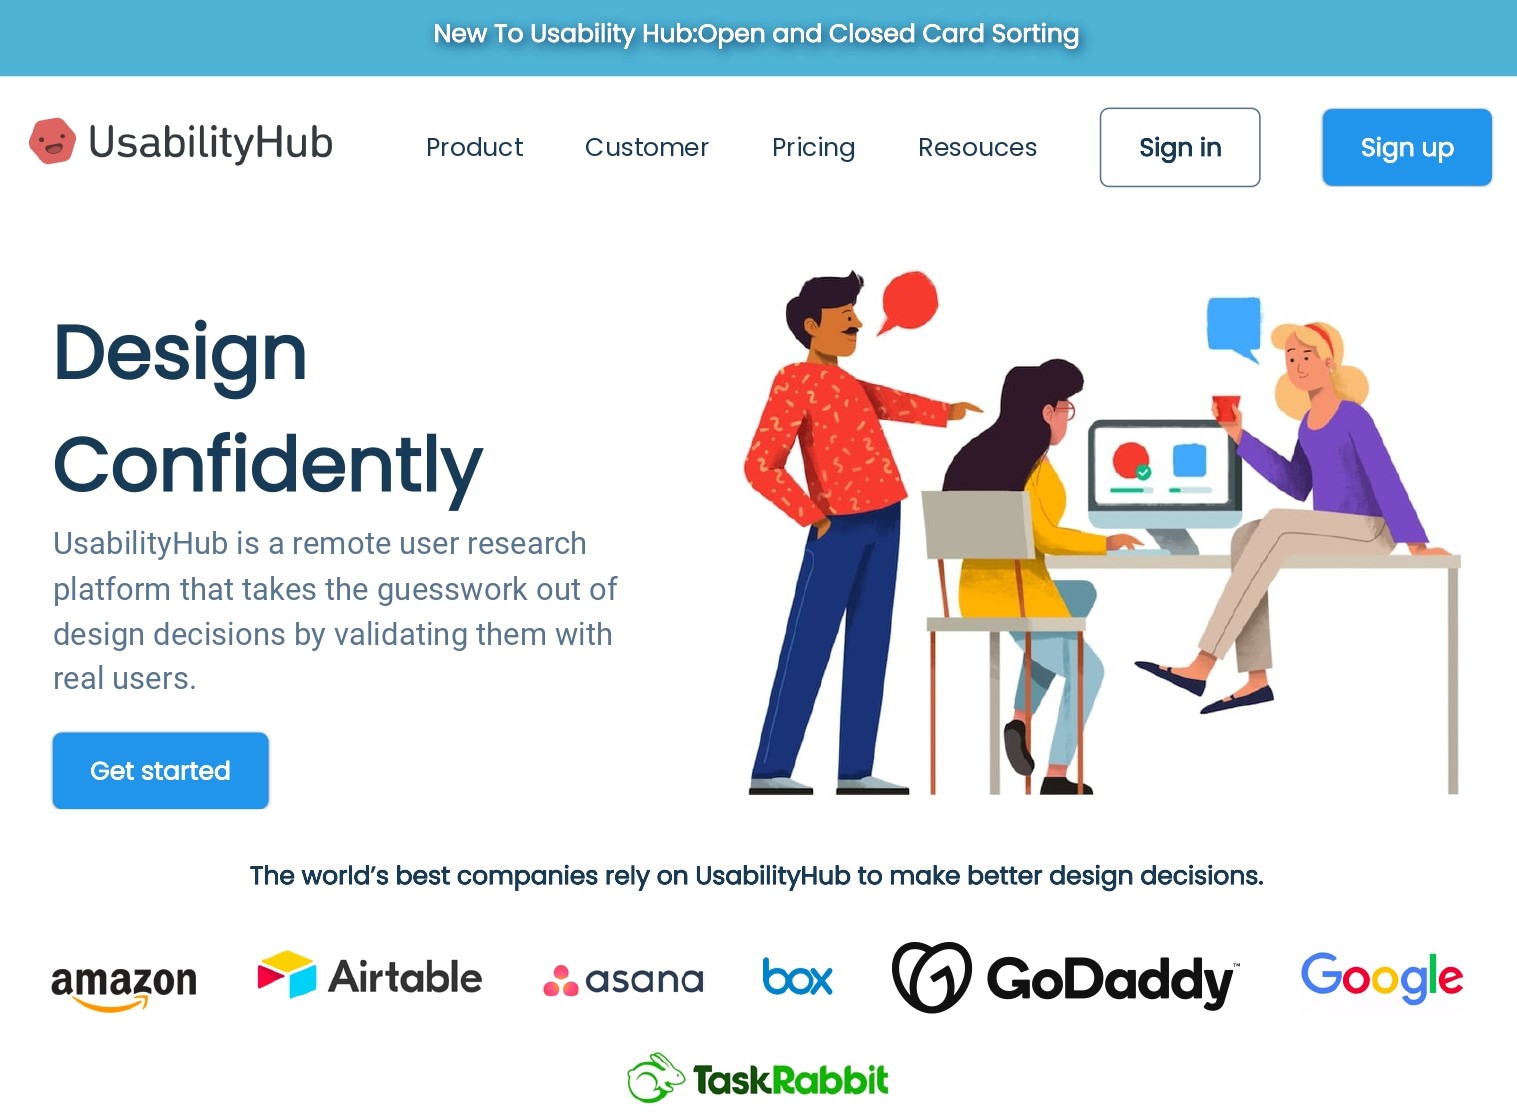 New To Usability Hub:Open and Closed Card Sorting
UsabilityHub
Product
Customer
Pricing
Resouces
Sign in
Sign up
Design
Confidently
UsabilityHub is a remote user research
platform that takes the guesswork out of
design decisions by validating them with
real users.
Get started
The world’s best companies rely on UsabilityHub to make better design decisions.
amazon
Airtable
asana
box
GoDaddy™
Google
TaskRabbit